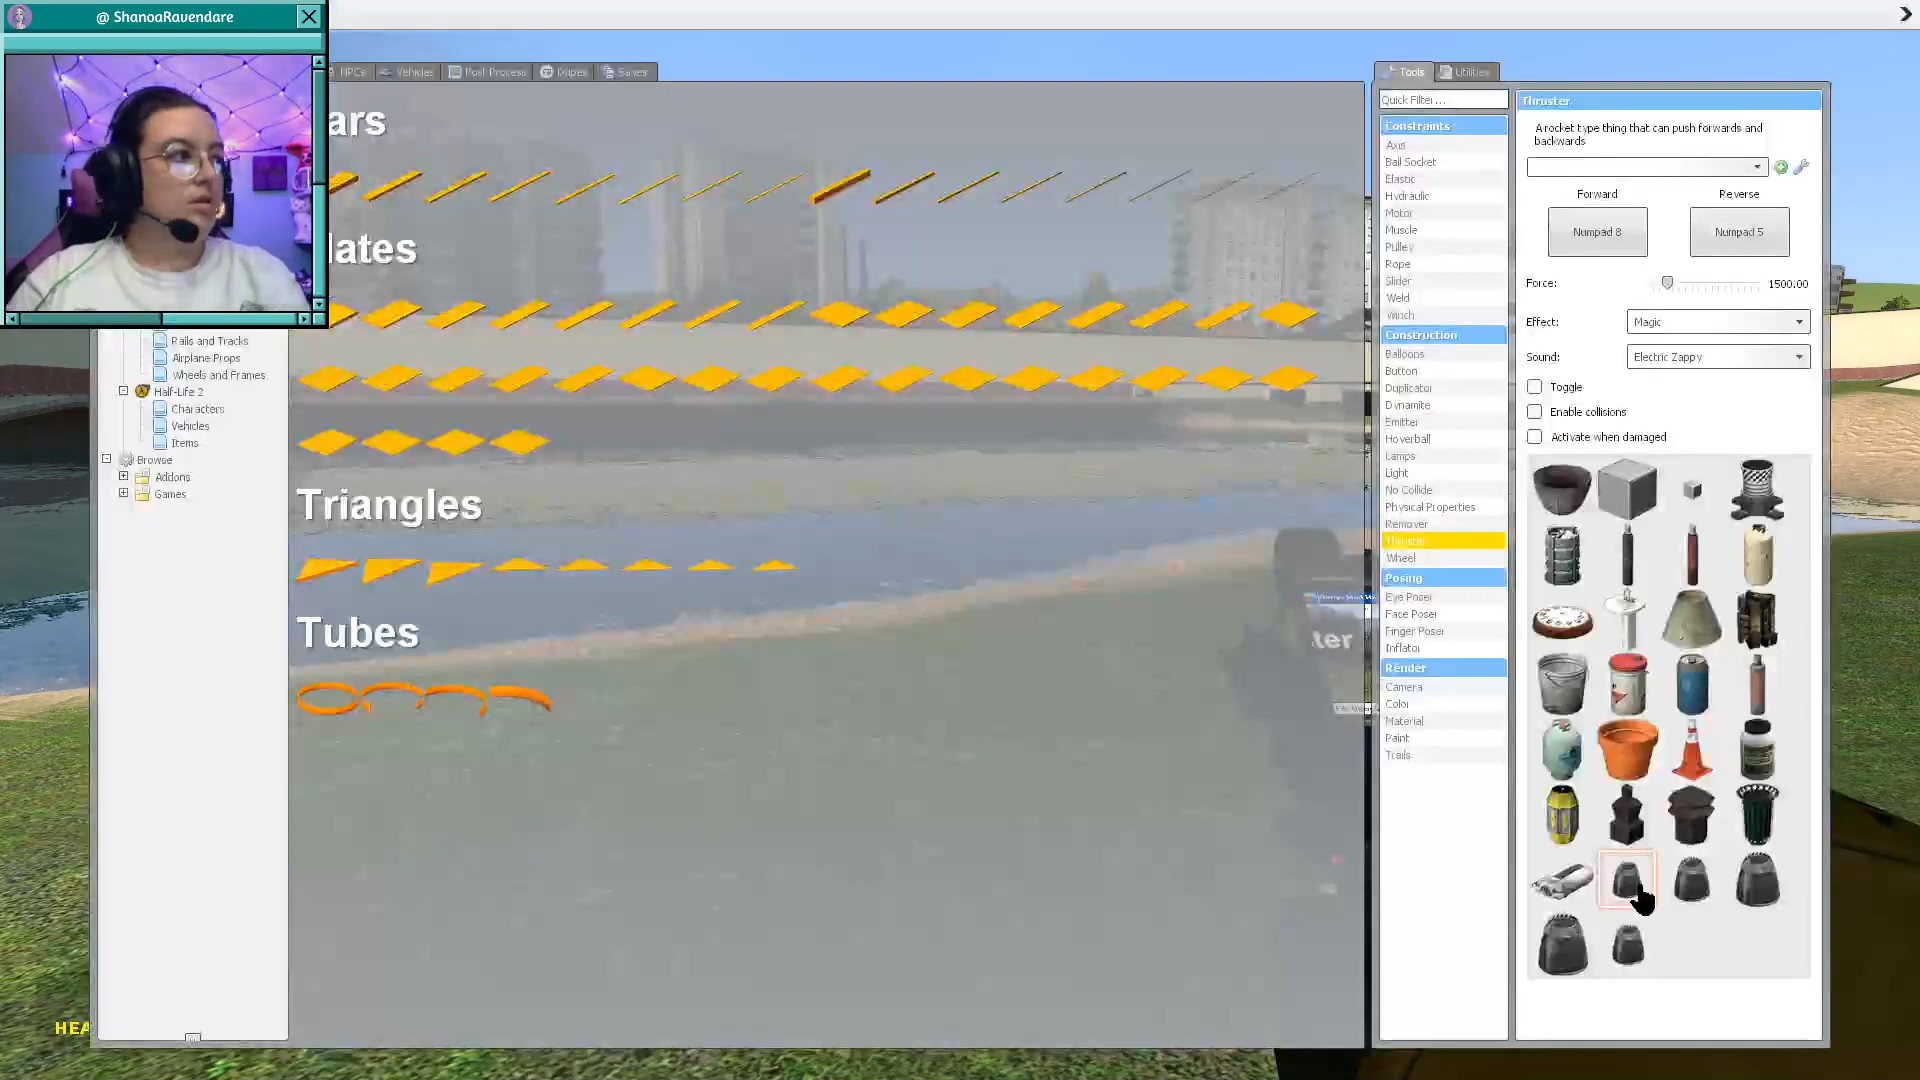 @ ShanoaRavendare
NPCs
Vehicles
Post Process
Dupes
Saves
ars
lates
Triangles
Tubes
Rails and Tracks
Airplane Props
Wheels and Frames
Half-Life 2
Characters
Vehicles
Items
Browse
Addons
Games
HEA
ter
Tools
Utilities
Quick Filter ...
Constraints
Axis
Ball Socket
Elastic
Hydraulic
Motor
Muscle
Pulley
Rope
Slider
Weld
Winch
Construction
Balloons
Button
Duplicator
Dynamite
Emitter
Hoverball
Lamps
Light
No Collide
Physical Properties
Remover
Thruster
Wheel
Posing
Eye Poser
Face Poser
Finger Poser
Inflator
Render
Camera
Color
Material
Paint
Trails
Thruster
A rocket type thing that can push forwards and
backwards
Forward
Reverse
Numpad 8
Numpad 5
Force:
1500.00
Effect:
Magic
Sound:
Electric Zappy
Toggle
Enable collisions
Activate when damaged